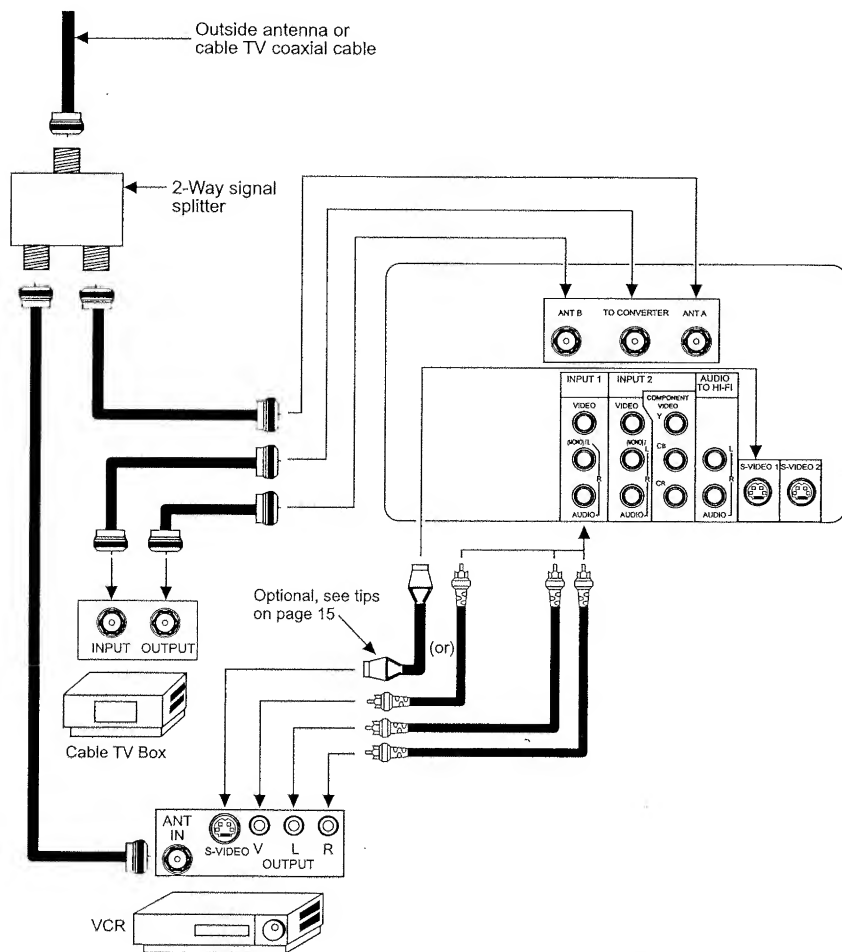 Outside antenna or
cable TV coaxial cable
2-Way signal
splitter
ANT B
TO CONVERTER
ANT A
INPUT 1
INPUT 2
AUDIO
TO HI-FI
VIDEO
VIDEO
COMPONENT
VIDEO
Y
(MONO)/L
(MONO)/
L
CB
L
S-VIDEO 1
S-VIDEO 2
R
R
CR
R
AUDIO
AUDIO
AUDIO
Optional, see tips
on page 15
(or)
INPUT
OUTPUT
Cable TV Box
ANT
IN
S-VIDEO
V
L
R
OUTPUT
VCR